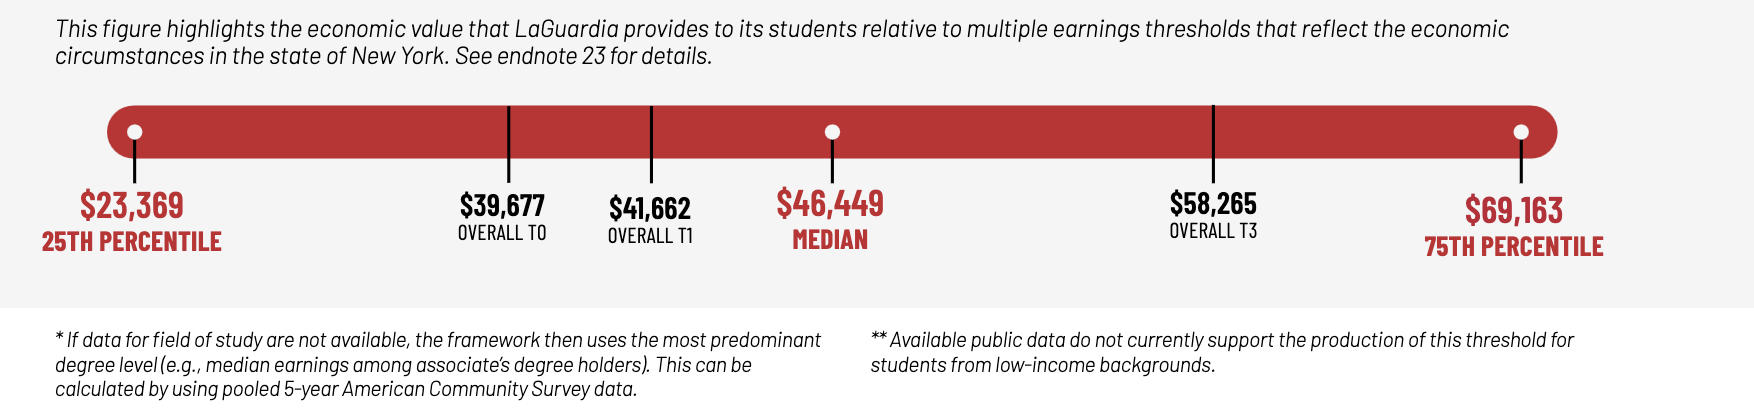 This figure highlights the economic value that LaGuardia provides to its students relative to multiple earnings thresholds that reflect the economic
circumstances in the state of New York. See endnote 23 for details.
$23,369
25TH PERCENTILE
$39,677
OVERALL T0
$41,662
OVERALL T1
$46,449
MEDIAN
$58,265
OVERALL T3
$69,163
75TH PERCENTILE
* If data for field of study are not available, the framework then uses the most predominant
degree level (e.g., median earnings among associate's degree holders). This can be
calculated by using pooled 5-year American Community Survey data.
** Available public data do not currently support the production of this threshold for
students from low-income backgrounds.